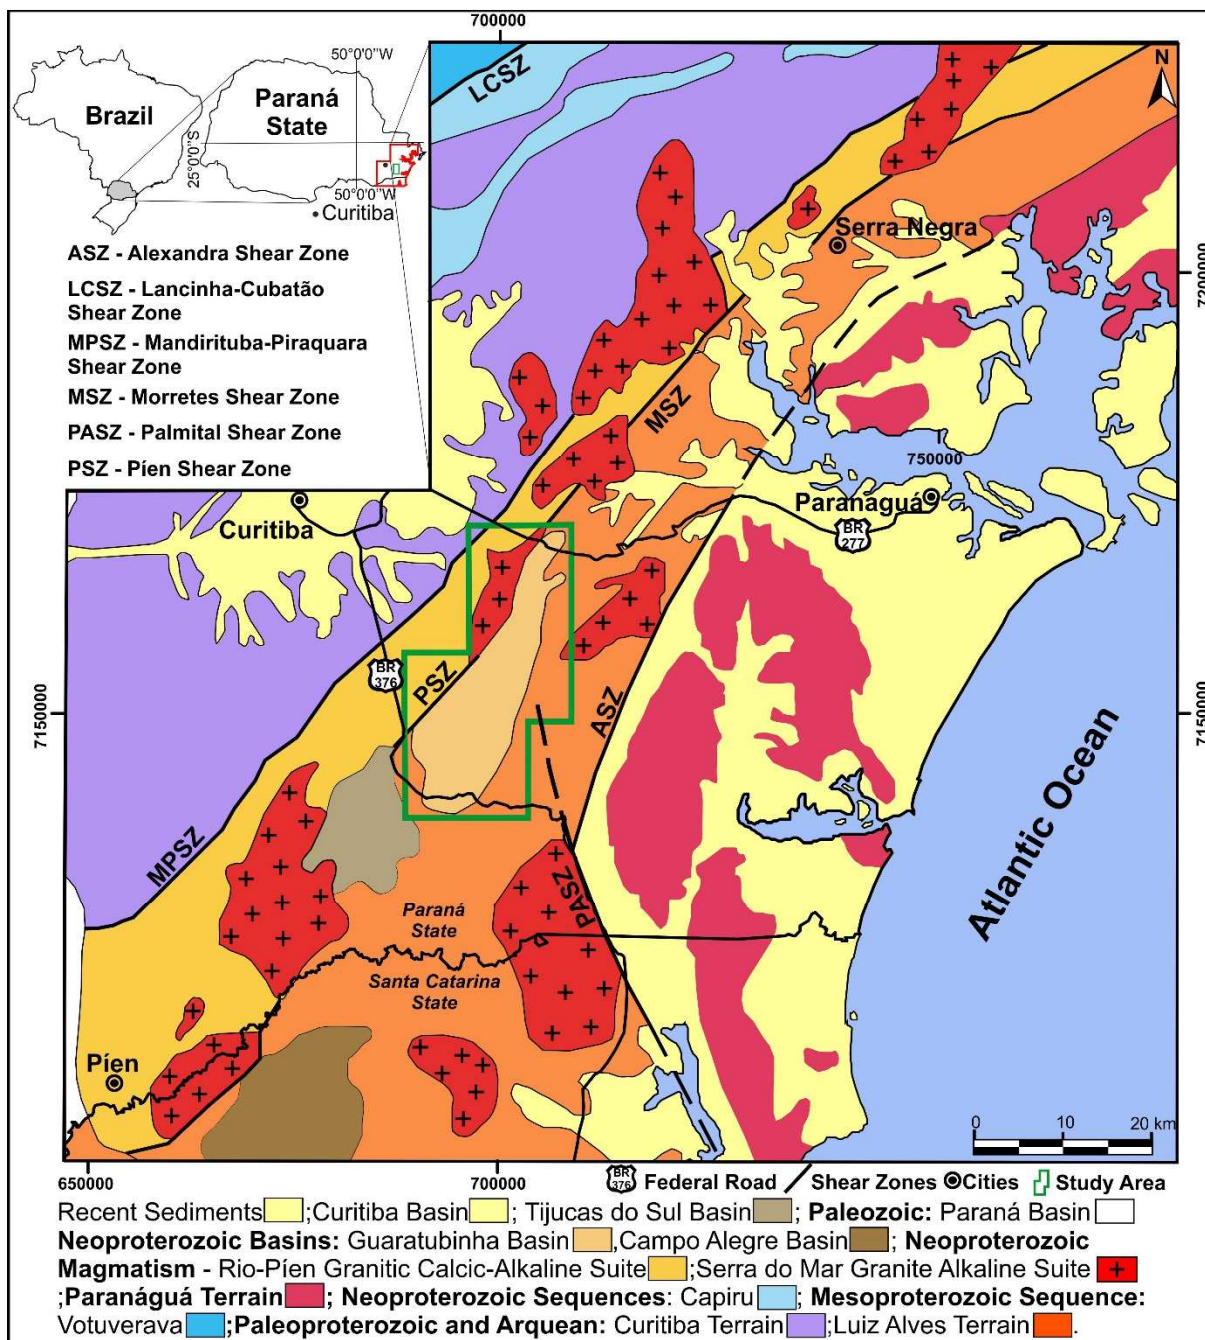 700000
50°0'0''W
LCSZ
N
Brazil
Paraná
State
25°0'0''S
50°0'0''W
Curitiba
ASZ - Alexandra Shear Zone
LCSZ - Lancinha-Cubatão
Shear Zone
MPSZ - Mandirituba-Piraquara
Shear Zone
MSZ - Morretes Shear Zone
PASZ - Palmital Shear Zone
PSZ - Píen Shear Zone
Serra Negra
7200000
MSZ
750000
Paranaguá
Curitiba
BR
277
BR
376
PSZ
ASZ
7150000
7150000
Atlantic Ocean
MPSZ
PASZ
Paraná
State
Santa Catarina
State
Píen
0 10 20 km
650000
700000
BR
376
Federal Road
Shear Zones
Cities
Study Area
Recent Sediments ;Curitiba Basin ; Tijucas do Sul Basin ; Paleozoic: Paraná Basin
Neoproterozoic Basins: Guaratubinha Basin ,Campo Alegre Basin ; Neoproterozoic
Magmatism - Rio-Píen Granitic Calcic-Alkaline Suite ;Serra do Mar Granite Alkaline Suite
;Paranáguá Terrain ; Neoproterozoic Sequences: Capiru ; Mesoproterozoic Sequence:
Votuverava ;Paleoproterozoic and Arquean: Curitiba Terrain ;Luiz Alves Terrain .